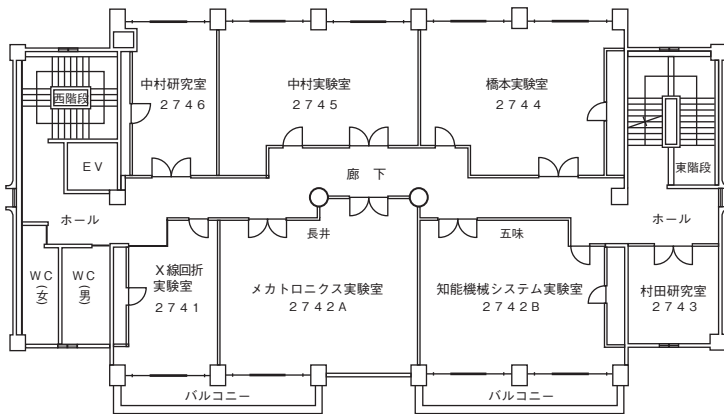 中村研究室
2746
中村実験室
2745
橋本実験室
2744
西階段
EV
東階段
廊 下
ホール
ホール
長井
五味
WC
(女)
WC
(男)
X線回折
実験室
2741
メカトロニクス実験室
2742A
知能機械システム実験室
2742B
村田研究室
2743
バルコニー
バルコニー